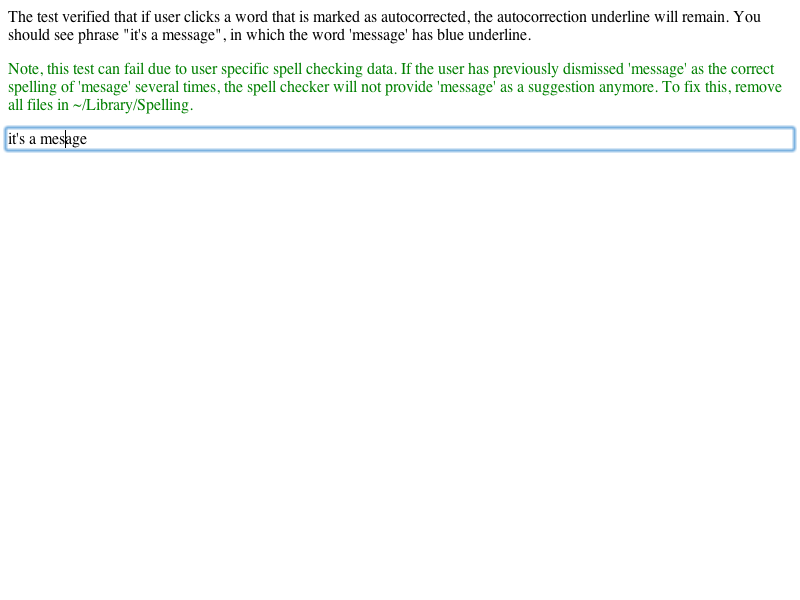 The test verified that if user clicks a word that is marked as autocorrected, the autocorrection underline will remain. You
should see phrase "it's a message", in which the word 'message' has blue underline.
Note, this test can fail due to user specific spell checking data. If the user has previously dismissed 'message' as the correct
spelling of 'mesage' several times, the spell checker will not provide 'message' as a suggestion anymore. To fix this, remove
all files in ~/Library/Spelling.
it's a mesage